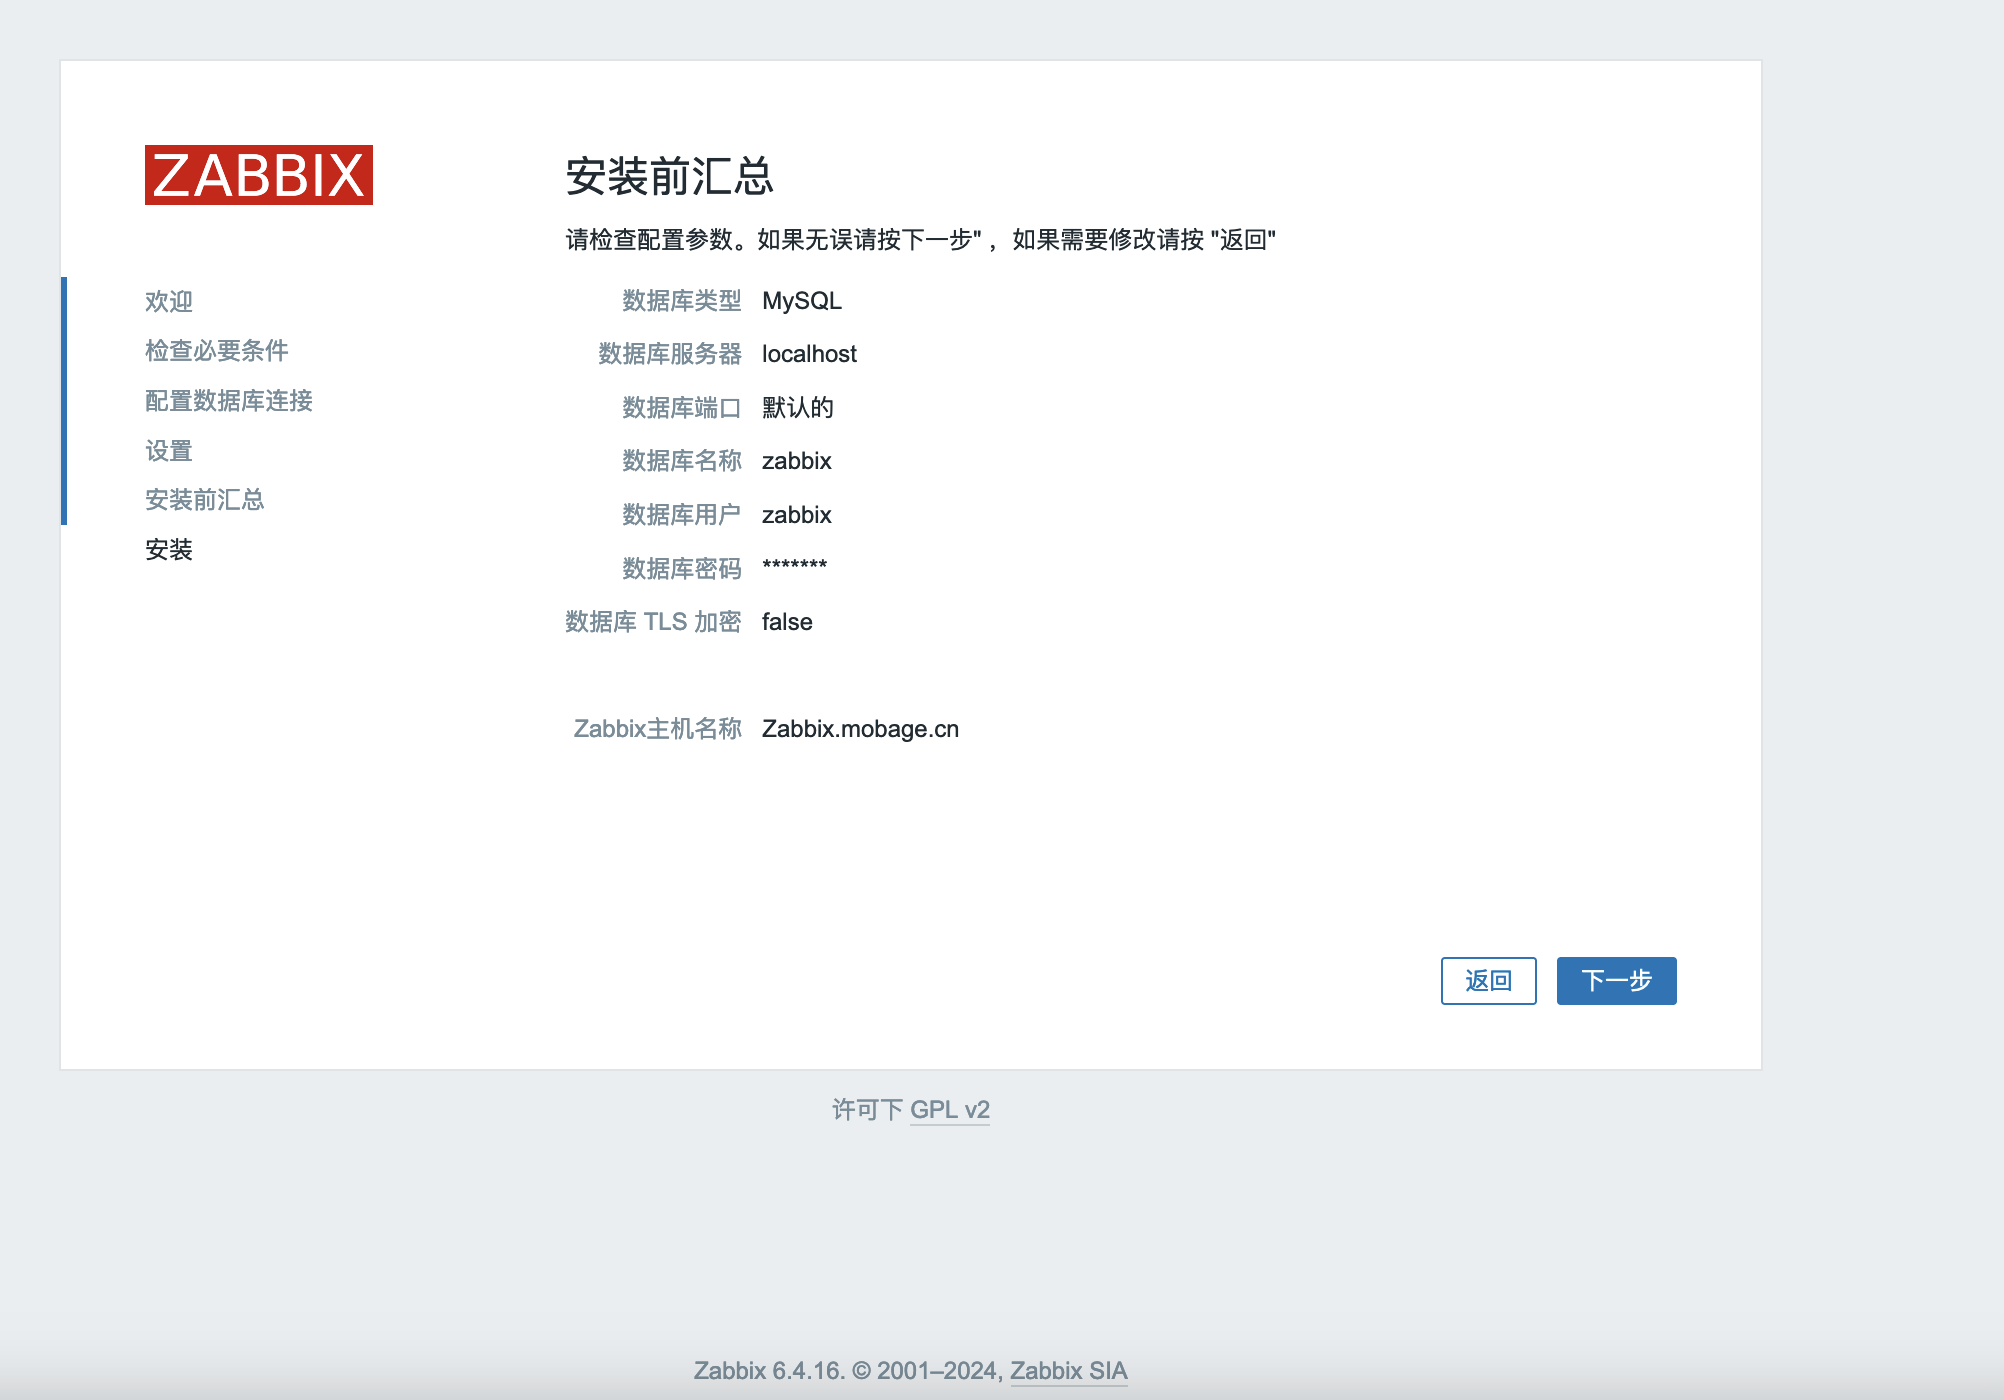 ZABBIX
欢迎
检查必要条件
配置数据库连接
设置
安装前汇总
安装
安装前汇总
请检查配置参数。如果无误请按下一步" ，如果需要修改请按 "返回"
数据库类型 MySQL
数据库服务器 localhost
数据库端口 默认的
数据库名称 zabbix
数据库用户 zabbix
数据库密码 *******
数据库 TLS 加密 false
Zabbix主机名称 Zabbix.mobage.cn
返回 下一步
许可下 GPL v2
Zabbix 6.4.16. © 2001–2024, Zabbix SIA